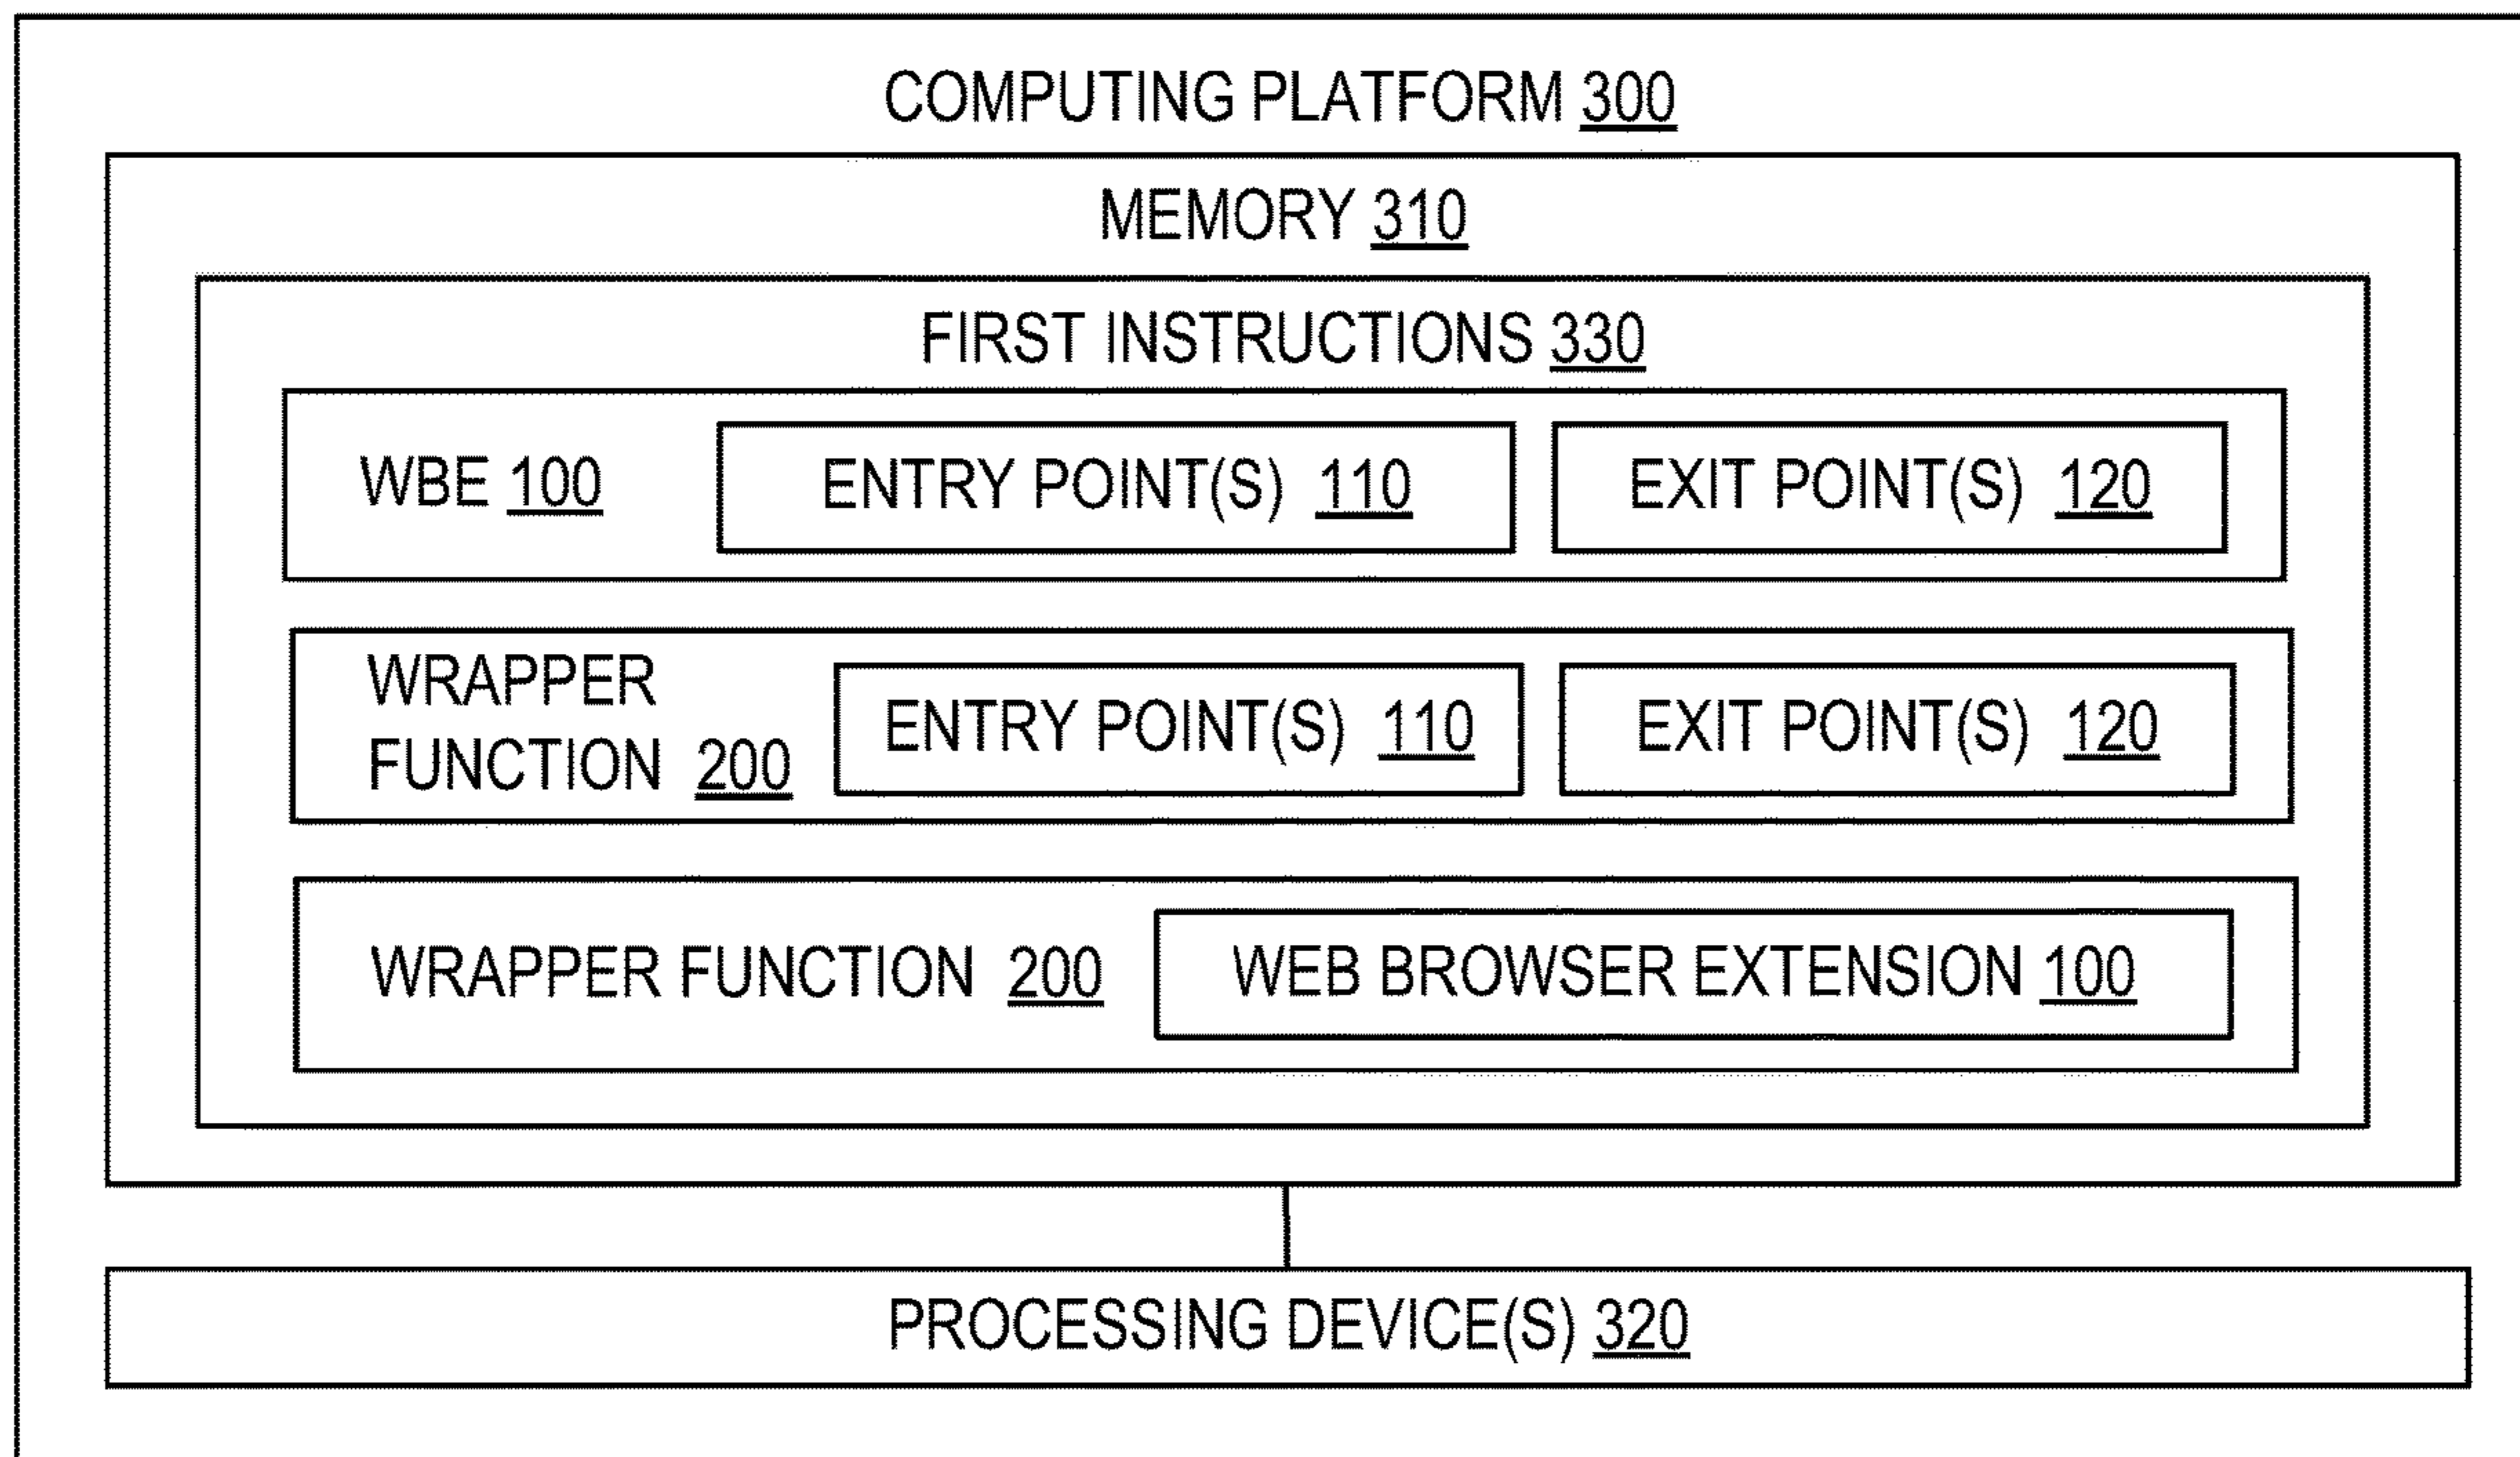 COMPUTING PLATFORM 300
MEMORY 310
FIRST INSTRUCTIONS 330
WBE 100 ENTRY POINT(S) 110 EXIT POINT(S) 120
WRAPPER
FUNCTION 200 ENTRY POINT(S) 110 EXIT POINT(S) 120
WRAPPER FUNCTION 200 WEB BROWSER EXTENSION 100
PROCESSING DEVICE(S) 320